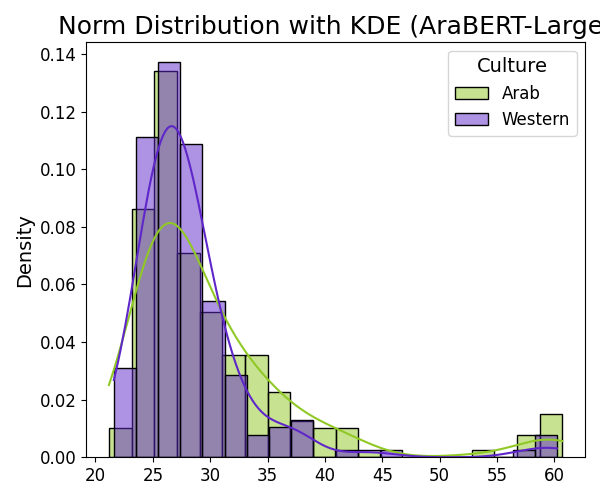 Norm Distribution with KDE (AraBERT-Large
Culture
Arab
Western
Density
0.14
0.12
0.10
0.08
0.06
0.04
0.02
0.00
20 25 30 35 40 45 50 55 60